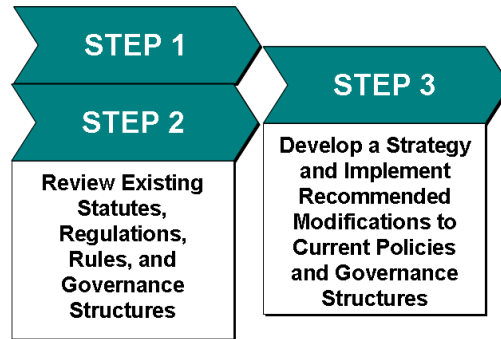 STEP 1
STEP 2
Review Existing
Statutes,
Regulations,
Rules, and
Governance
Structures
STEP 3
Develop a Strategy
and Implement
Recommended
Modifications to
Current Policies
and Governance
Structures